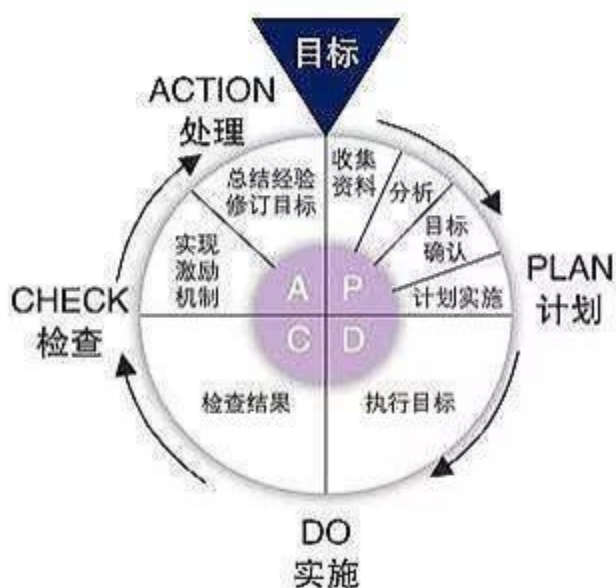 目标
ACTION
处理
收集
资料
分析
目标
确认
计划实施
PLAN
计划
总结经验
修订目标
实现
激励
机制
A
P
C
D
CHECK
检查
检查结果
执行目标
DO
实施